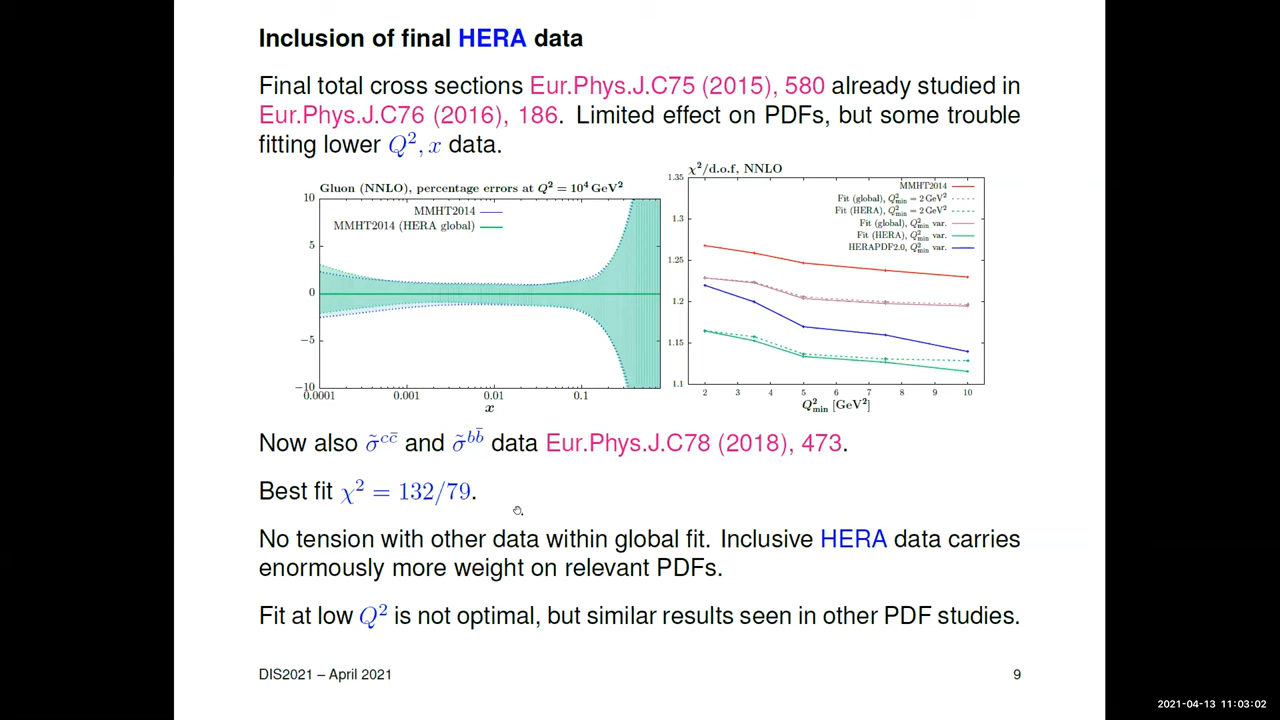 Inclusion of final HERA data
Final total cross sections Eur.Phys.J.C75 (2015), 580 already studied in
Eur.Phys.J.C76 (2016), 186. Limited effect on PDFs, but some trouble
fitting lower Q², x data.
Gluon (NNLO), percentage errors at Q² = 10⁴ GeV²
MMHT2014
MMHT2014 (HERA global)
10
5
0
−5
−10
0.0001
0.001
0.01
0.1
x
χ²/d.o.f, NNLO
MMHT2014
Fit (global), Q²min = 2 GeV²
Fit (HERA), Q²min = 2 GeV²
Fit (global), Q²min var.
Fit (HERA), Q²min var.
HERAPDF2.0, Q²min var.
1.35
1.3
1.25
1.2
1.15
1.1
2
3
4
5
6
7
8
9
10
Q²min [GeV²]
Now also σ̃^cc̄ and σ̃^bb̄ data Eur.Phys.J.C78 (2018), 473.
Best fit χ² = 132/79.
No tension with other data within global fit. Inclusive HERA data carries
enormously more weight on relevant PDFs.
Fit at low Q² is not optimal, but similar results seen in other PDF studies.
DIS2021 – April 2021
9
2021-04-13 11:03:02